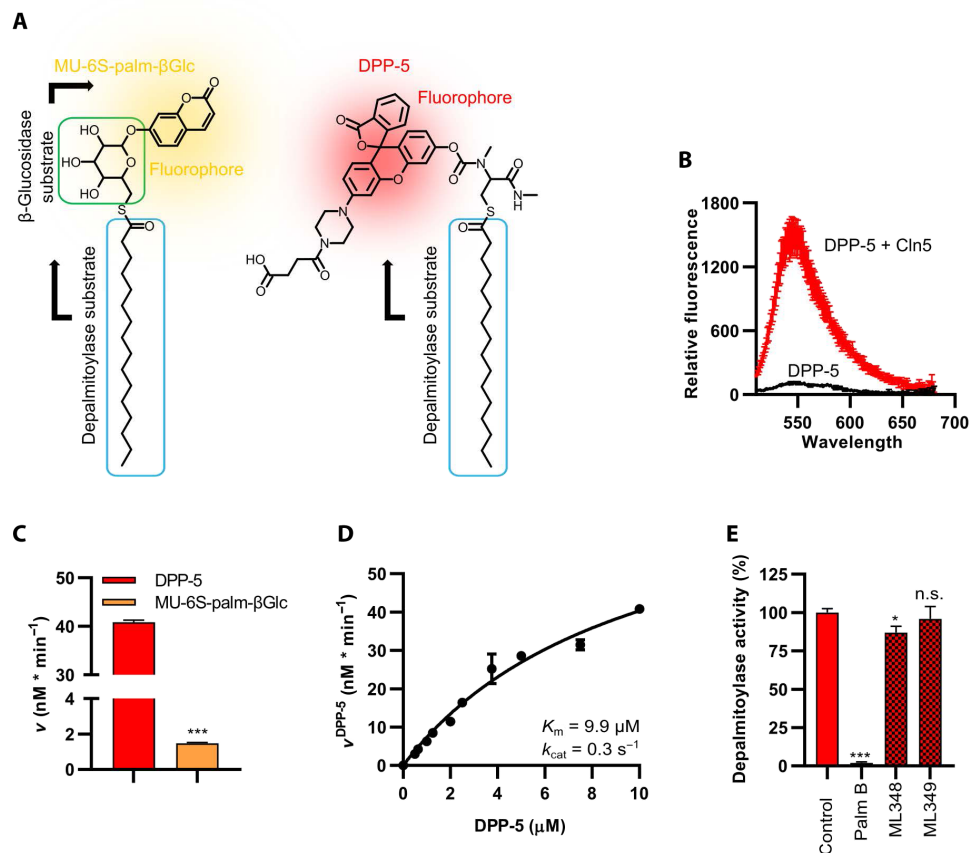 A
MU-6S-palm-βGlc
β-Glucosidase
substrate
O
O
O
HO
HO
HO
O
Fluorophore
S
O
Depalmitoylase substrate
DPP-5
Fluorophore
O
O
O
O
O
N
O
N
H
S
O
N
N
O
HO
O
Depalmitoylase substrate
B
Relative fluorescence
1800
1200
600
0
DPP-5 + Cln5
DPP-5
550
600
650
700
Wavelength
C
v (nM * min⁻¹)
50
40
30
4
2
0
DPP-5
MU-6S-palm-βGlc
***
D
v^DPP-5 (nM * min⁻¹)
50
40
30
20
10
0
Km = 9.9 μM
kcat = 0.3 s⁻¹
0
2
4
6
8
10
DPP-5 (μM)
E
Depalmitoylase activity (%)
125
100
75
50
25
0
***
*
n.s.
Control
Palm B
ML348
ML349